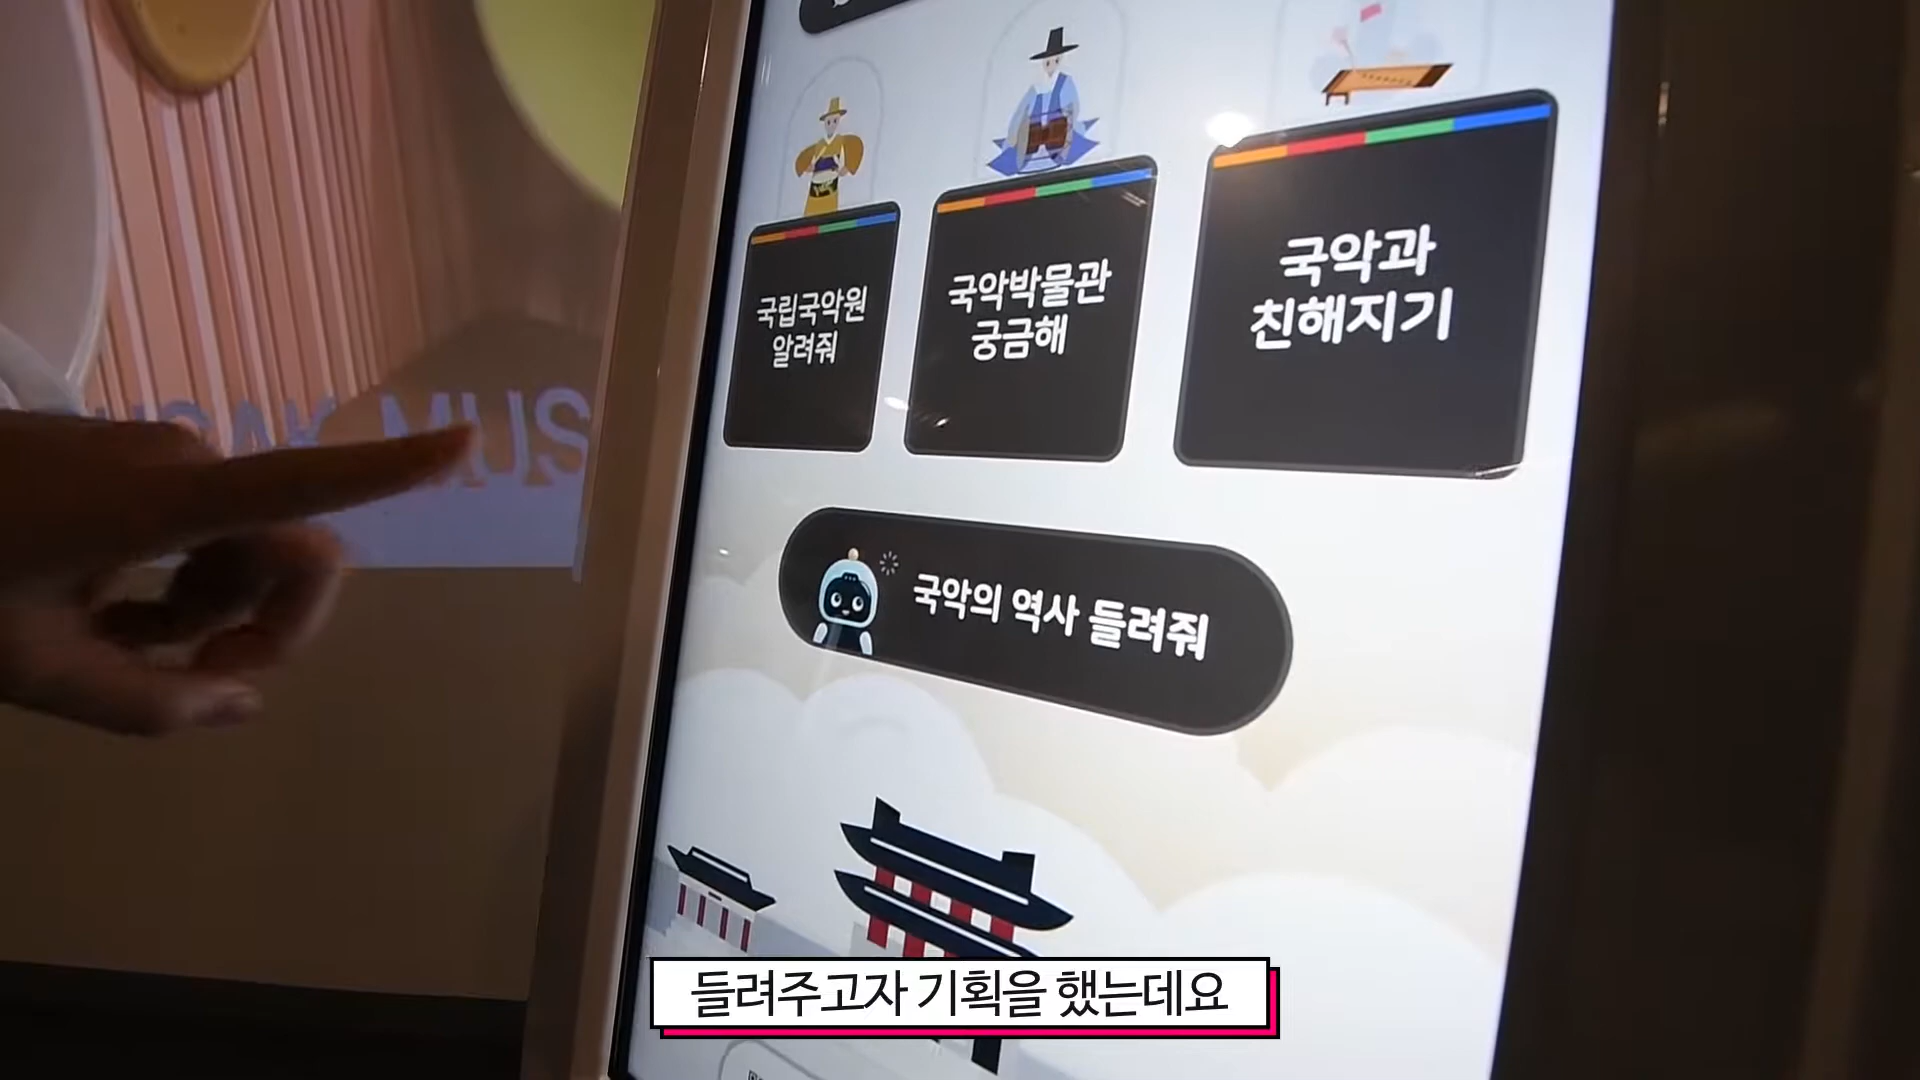 국립국악원
알려줘
국악박물관
궁금해
국악과
친해지기
MUS
국악의 역사 들려줘
들려주고자 기획을 했는데요